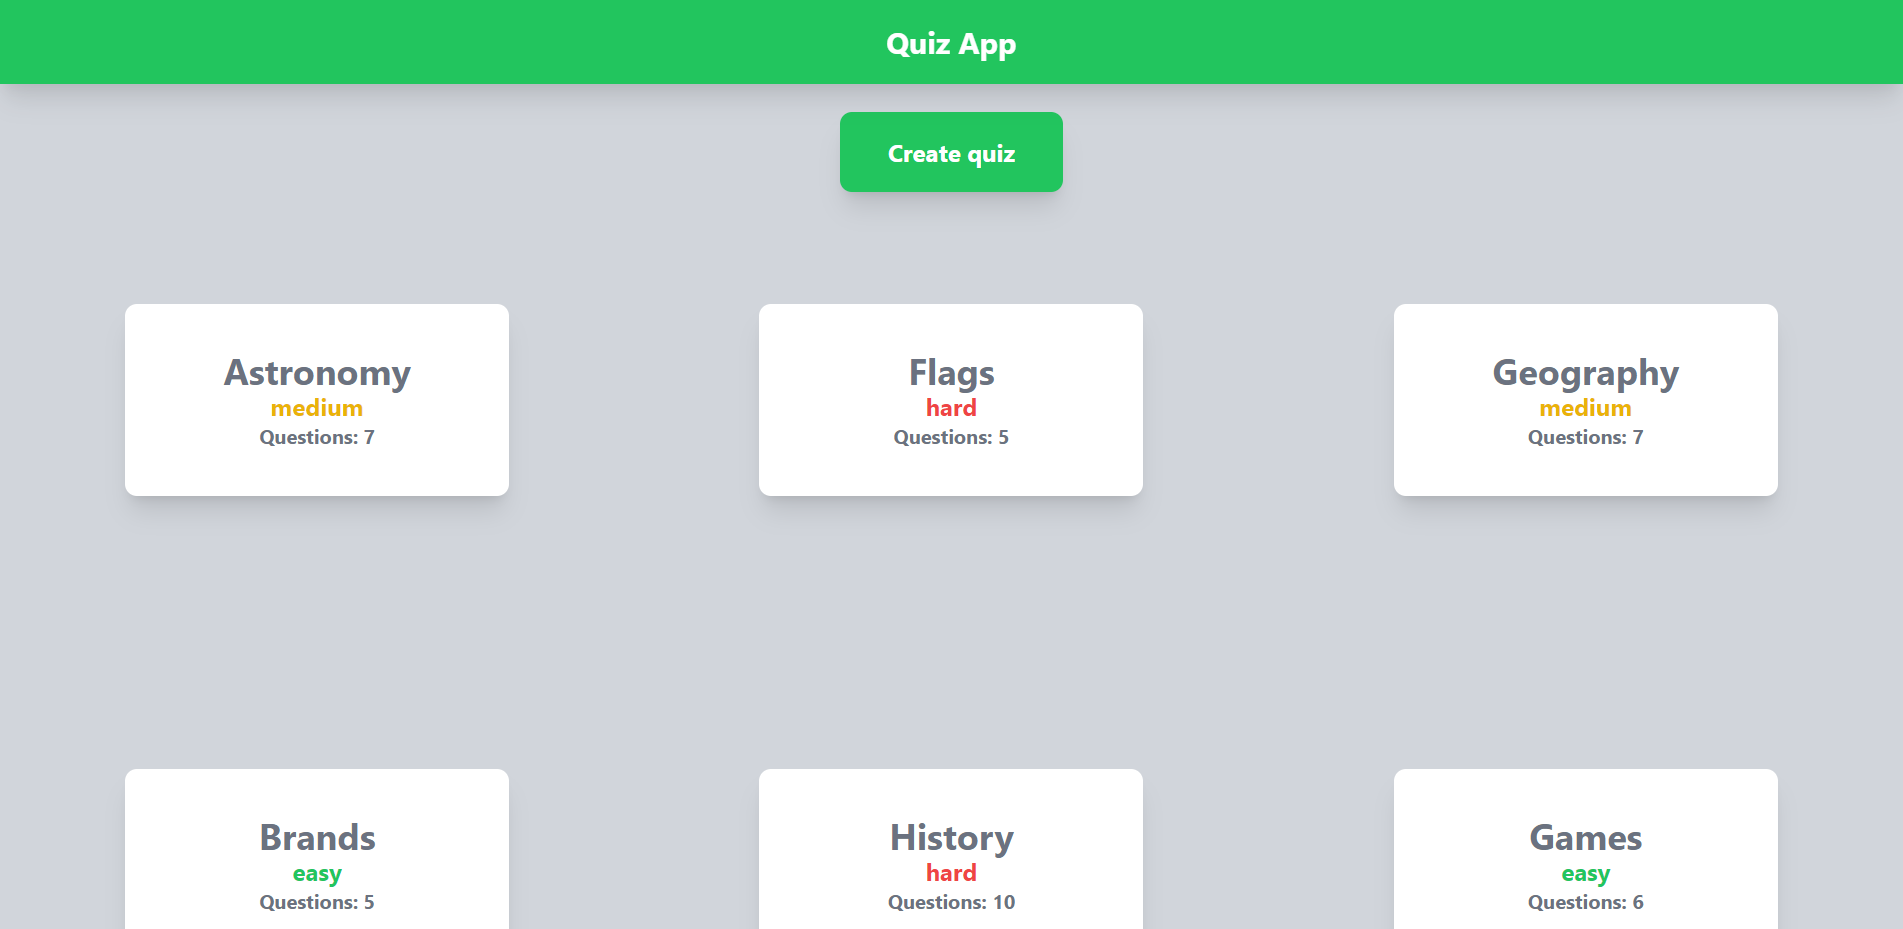 Quiz App
Create quiz
Astronomy
medium
Questions: 7
Flags
hard
Questions: 5
Geography
medium
Questions: 7
Brands
easy
Questions: 5
History
hard
Questions: 10
Games
easy
Questions: 6